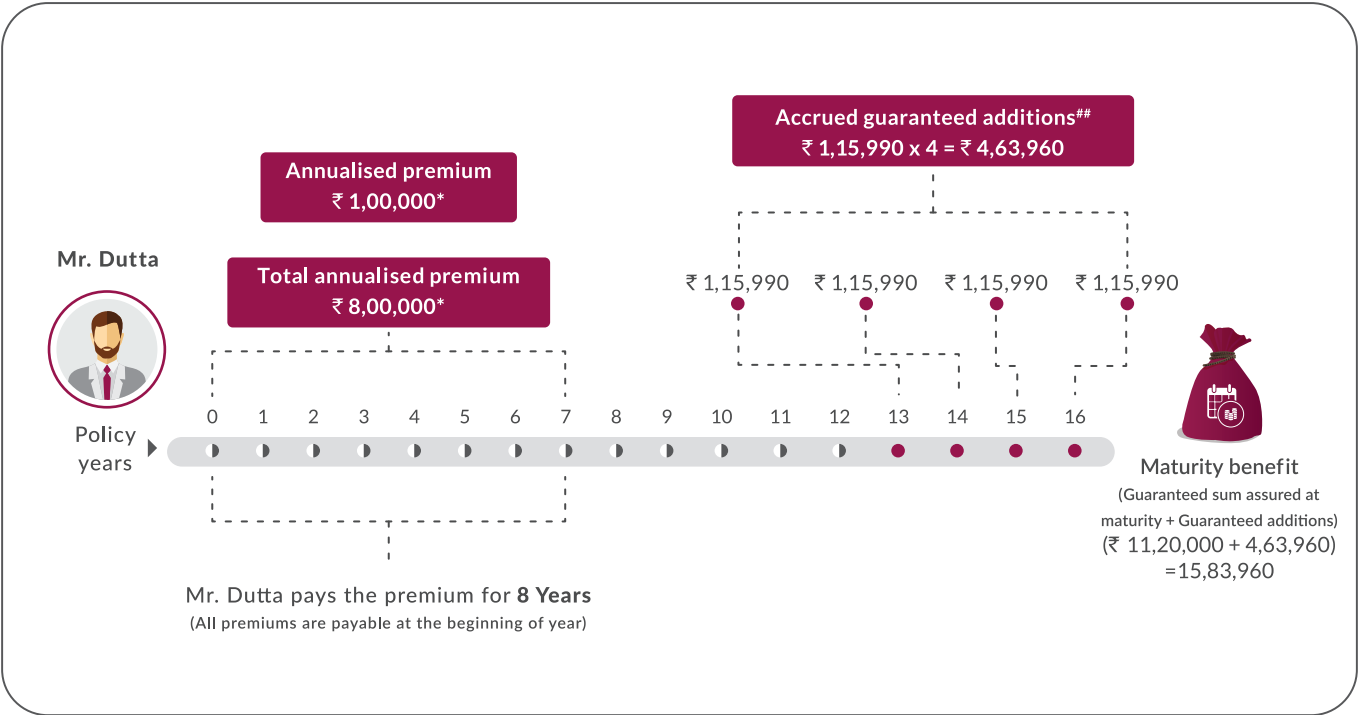 Accrued guaranteed additions##
₹ 1,15,990 x 4 = ₹ 4,63,960
Annualised premium
₹ 1,00,000*
Mr. Dutta
Total annualised premium
₹ 8,00,000*
₹ 1,15,990 ₹ 1,15,990 ₹ 1,15,990 ₹ 1,15,990
0 1 2 3 4 5 6 7 8 9 10 11 12 13 14 15 16
Policy
years
Maturity benefit
(Guaranteed sum assured at
maturity + Guaranteed additions)
(₹ 11,20,000 + 4,63,960)
=15,83,960
Mr. Dutta pays the premium for 8 Years
(All premiums are payable at the beginning of year)